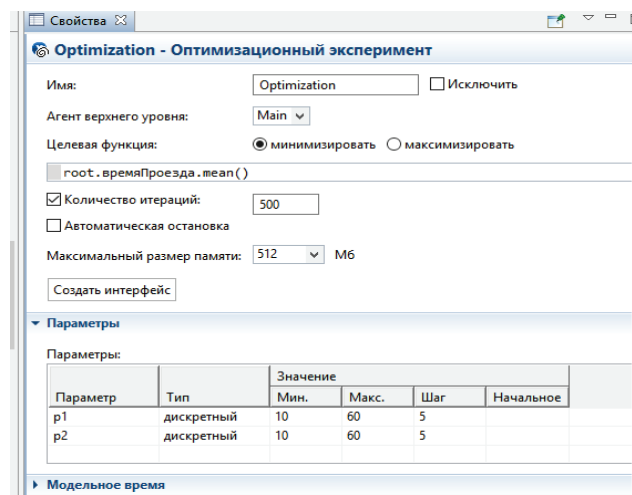 Свойства
Optimization - Оптимизационный эксперимент
Имя: Optimization Исключить
Агент верхнего уровня: Main
Целевая функция: минимизировать максимизировать
root.времяПроезда.mean()
Количество итераций: 500
Автоматическая остановка
Максимальный размер памяти: 512 Мб
Создать интерфейс
Параметры
Параметры:
Значение
Параметр Тип Мин. Макс. Шаг Начальное
p1 дискретный 10 60 5
p2 дискретный 10 60 5
Модельное время